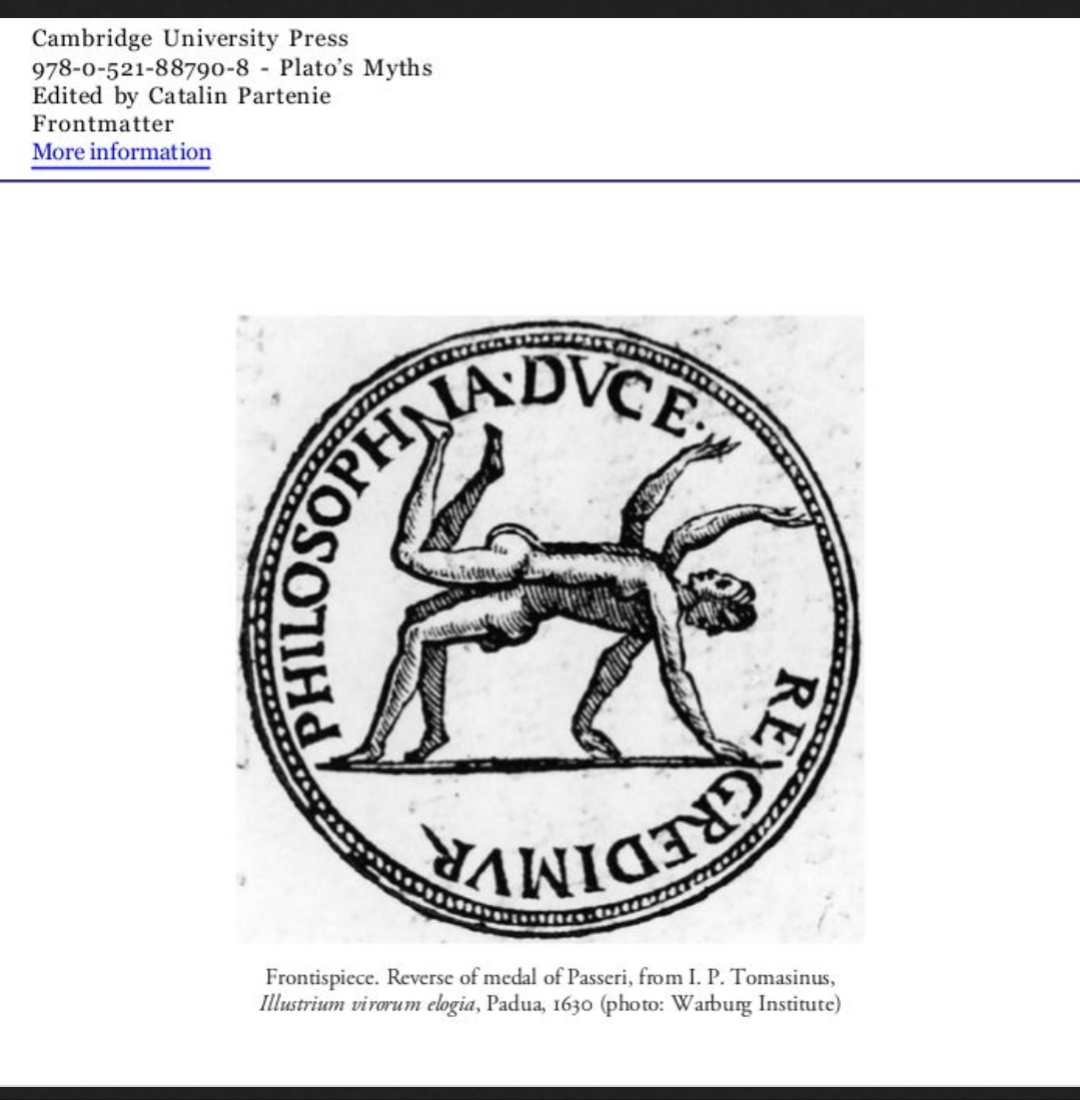 Cambridge University Press
978-0-521-88790-8 - Plato's Myths
Edited by Catalin Partenie
Frontmatter
More information
PHILOSOPHIA·DVCE·
REGREDIMVR
Frontispiece. Reverse of medal of Passeri, from I. P. Tomasinus,
Illustrium virorum elogia, Padua, 1630 (photo: Warburg Institute)